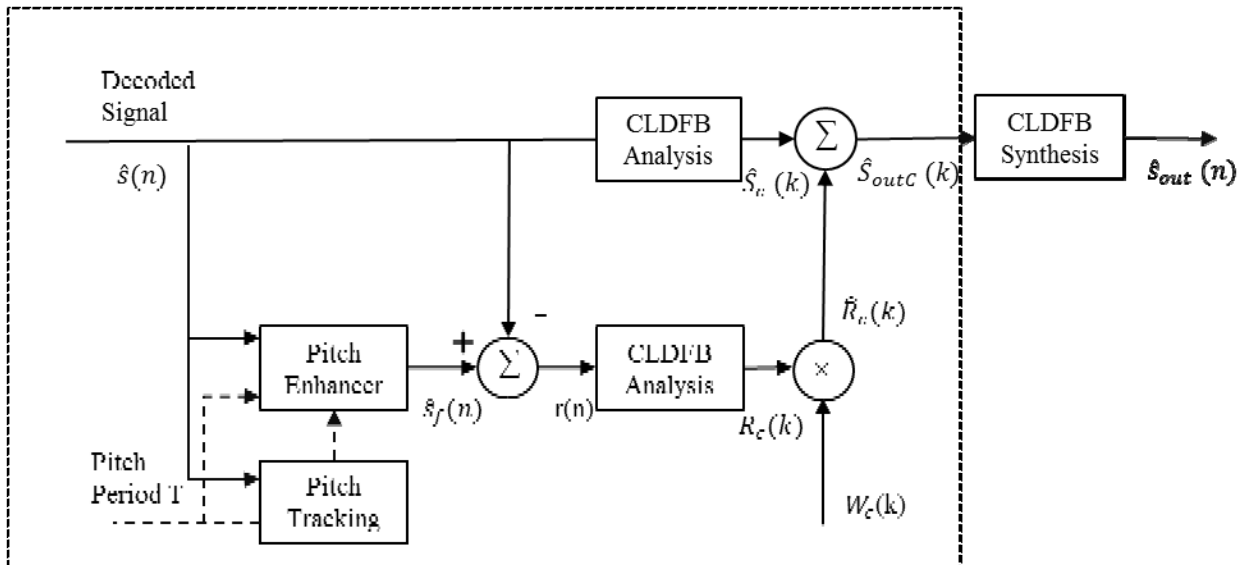 Decoded
Signal
ŝ(n)
CLDFB
Analysis
Σ
Ŝ_c (k)
Ŝ_outC (k)
CLDFB
Synthesis
ŝ_out (n)
Pitch
Enhancer
+
−
Σ
ŝ_f (n)
r(n)
CLDFB
Analysis
R_c(k)
×
R̂_c(k)
W_c(k)
Pitch
Period T
Pitch
Tracking